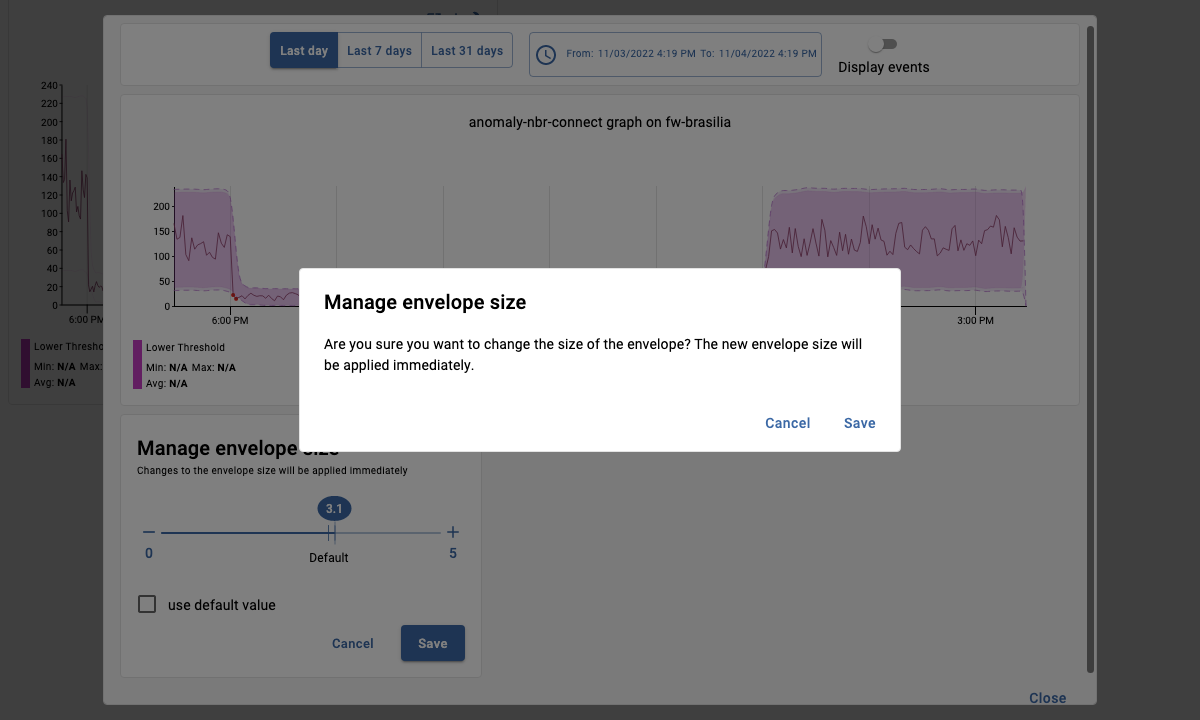 Last day
Last 7 days
Last 31 days
From: 11/03/2022 4:19 PM To: 11/04/2022 4:19 PM
Display events
240
220
200
180
160
140
120
100
80
60
40
20
0
6:00 PM
Lower Thresho
Min: N/A Max:
Avg: N/A
anomaly-nbr-connect graph on fw-brasilia
200
150
100
50
0
6:00 PM
3:00 PM
Lower Threshold
Min: N/A Max: N/A
Avg: N/A
Manage envelope size
Are you sure you want to change the size of the envelope? The new envelope size will
be applied immediately.
Cancel
Save
Manage envelope size
Changes to the envelope size will be applied immediately
3.1
0
5
Default
use default value
Cancel
Save
Close